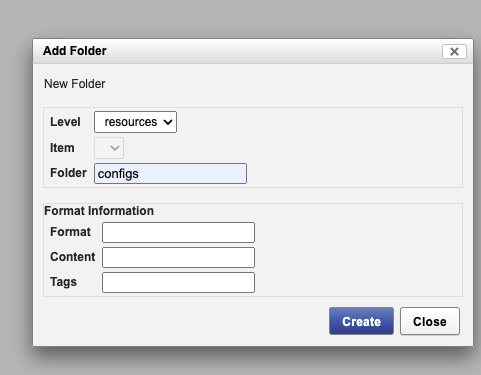 Add Folder
New Folder
Level resources
Item
Folder configs
Format Information
Format
Content
Tags
Create Close